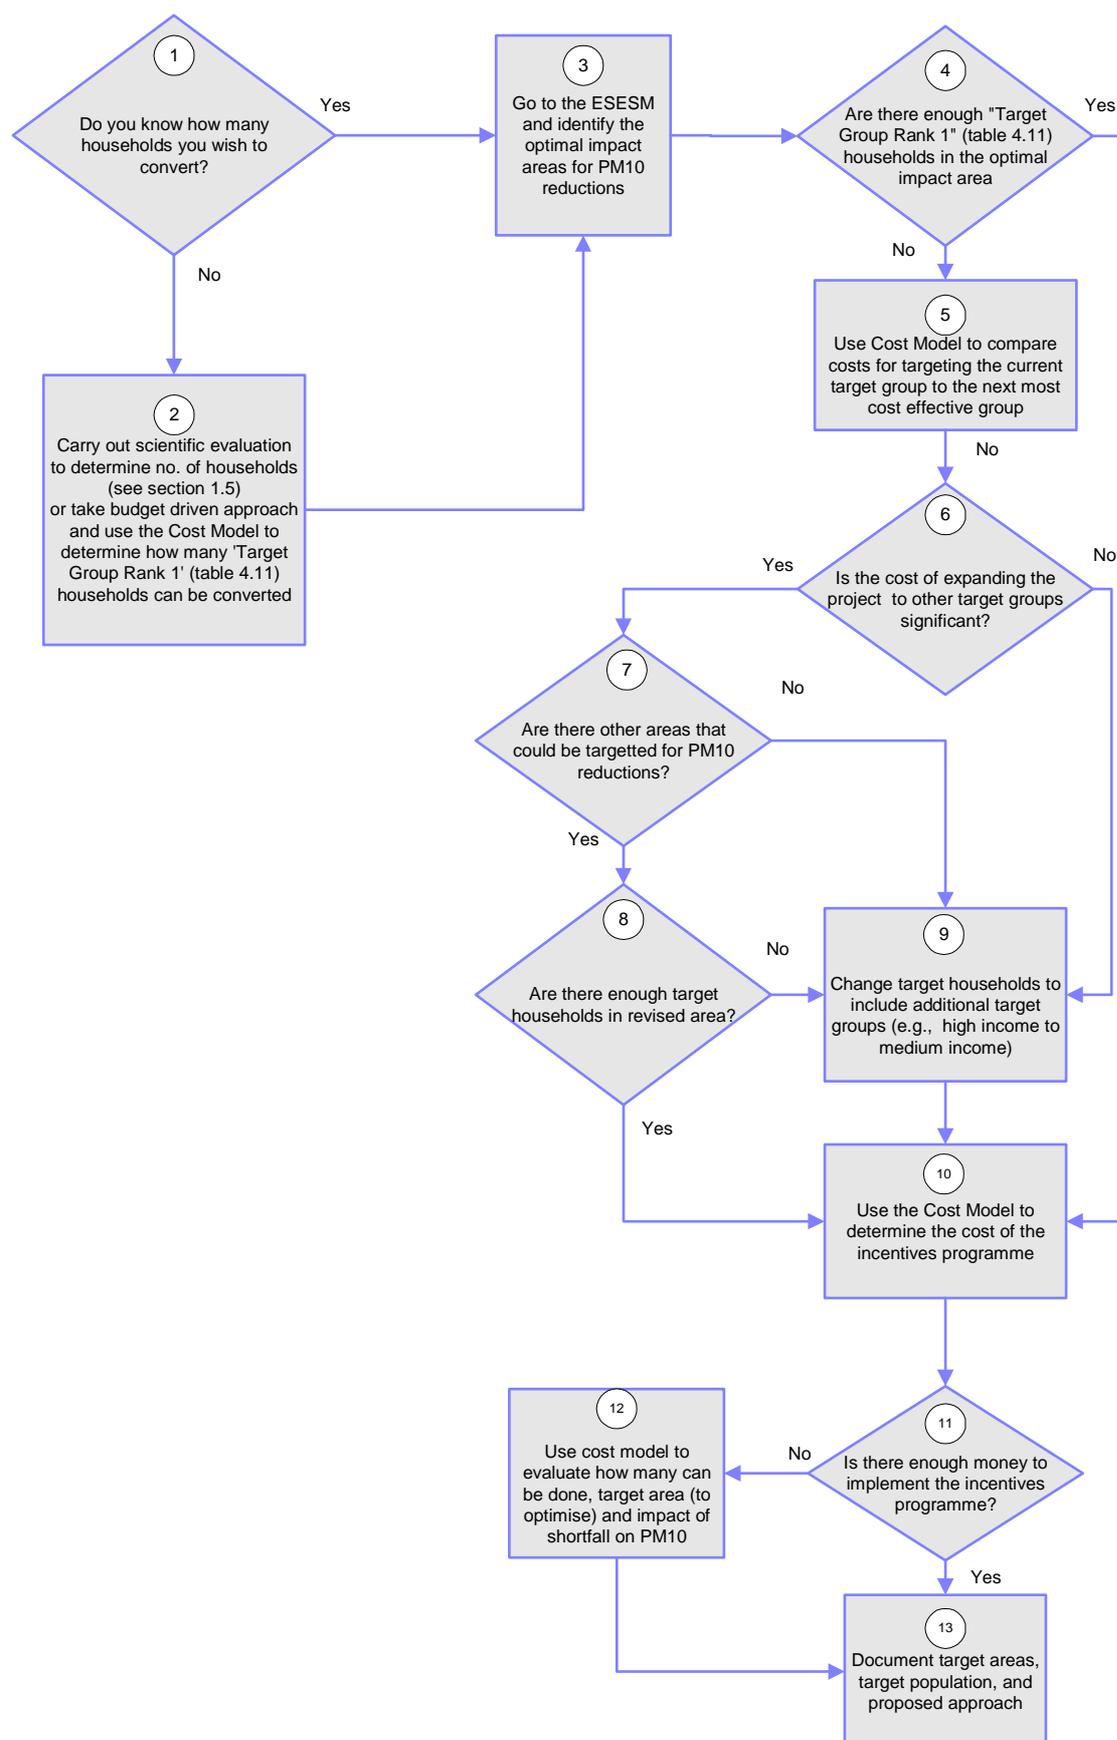 1
Do you know how many
households you wish to
convert?
Yes
No
2
Carry out scientific evaluation
to determine no. of households
(see section 1.5)
or take budget driven approach
and use the Cost Model to
determine how many 'Target
Group Rank 1' (table 4.11)
households can be converted
3
Go to the ESESM
and identify the
optimal impact
areas for PM10
reductions
4
Are there enough "Target
Group Rank 1" (table 4.11)
households in the optimal
impact area
Yes
No
5
Use Cost Model to compare
costs for targeting the current
target group to the next most
cost effective group
No
6
Is the cost of expanding the
project to other target groups
significant?
Yes
No
7
Are there other areas that
could be targetted for PM10
reductions?
No
Yes
8
Are there enough target
households in revised area?
No
Yes
9
Change target households to
include additional target
groups (e.g., high income to
medium income)
10
Use the Cost Model to
determine the cost of the
incentives programme
11
Is there enough money to
implement the incentives
programme?
No
Yes
12
Use cost model to
evaluate how many can
be done, target area (to
optimise) and impact of
shortfall on PM10
13
Document target areas,
target population, and
proposed approach